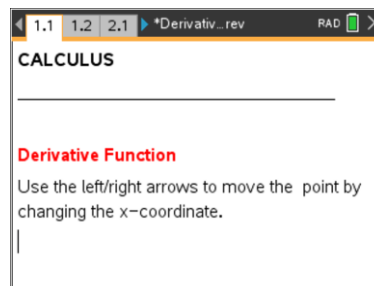 1.1 1.2 2.1 *Derivativ...rev RAD
CALCULUS
Derivative Function
Use the left/right arrows to move the point by
changing the x-coordinate.